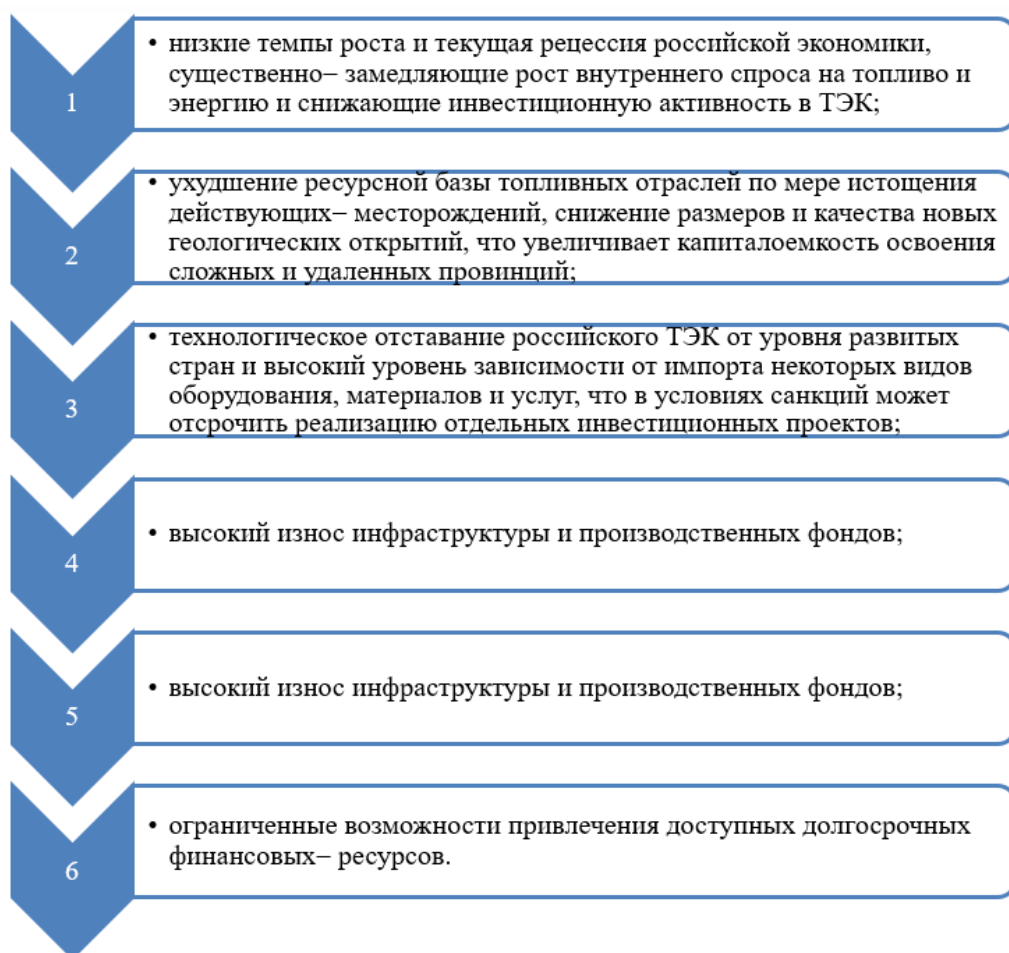 1
• низкие темпы роста и текущая рецессия российской экономики,
существенно– замедляющие рост внутреннего спроса на топливо и
энергию и снижающие инвестиционную активность в ТЭК;
2
• ухудшение ресурсной базы топливных отраслей по мере истощения
действующих– месторождений, снижение размеров и качества новых
геологических открытий, что увеличивает капиталоемкость освоения
сложных и удаленных провинций;
3
• технологическое отставание российского ТЭК от уровня развитых
стран и высокий уровень зависимости от импорта некоторых видов
оборудования, материалов и услуг, что в условиях санкций может
отсрочить реализацию отдельных инвестиционных проектов;
4
• высокий износ инфраструктуры и производственных фондов;
5
• высокий износ инфраструктуры и производственных фондов;
6
• ограниченные возможности привлечения доступных долгосрочных
финансовых– ресурсов.